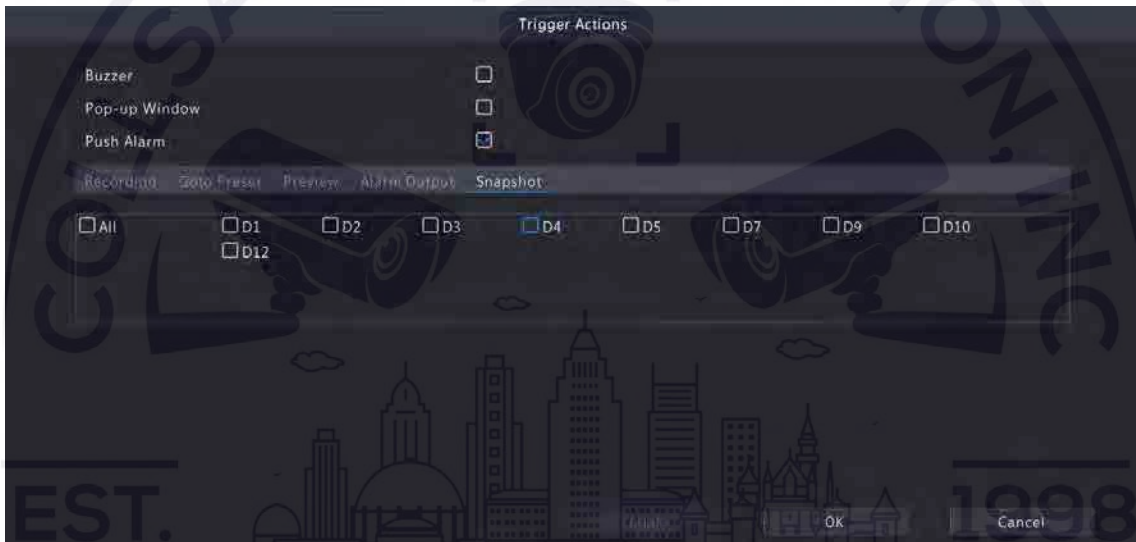 Trigger Actions
Buzzer
Pop-up Window
Push Alarm
Recording Goto Preset Preview Alarm Output Snapshot
All D1 D2 D3 D4 D5 D7 D9 D10
D12
EST. 1998
OK Cancel